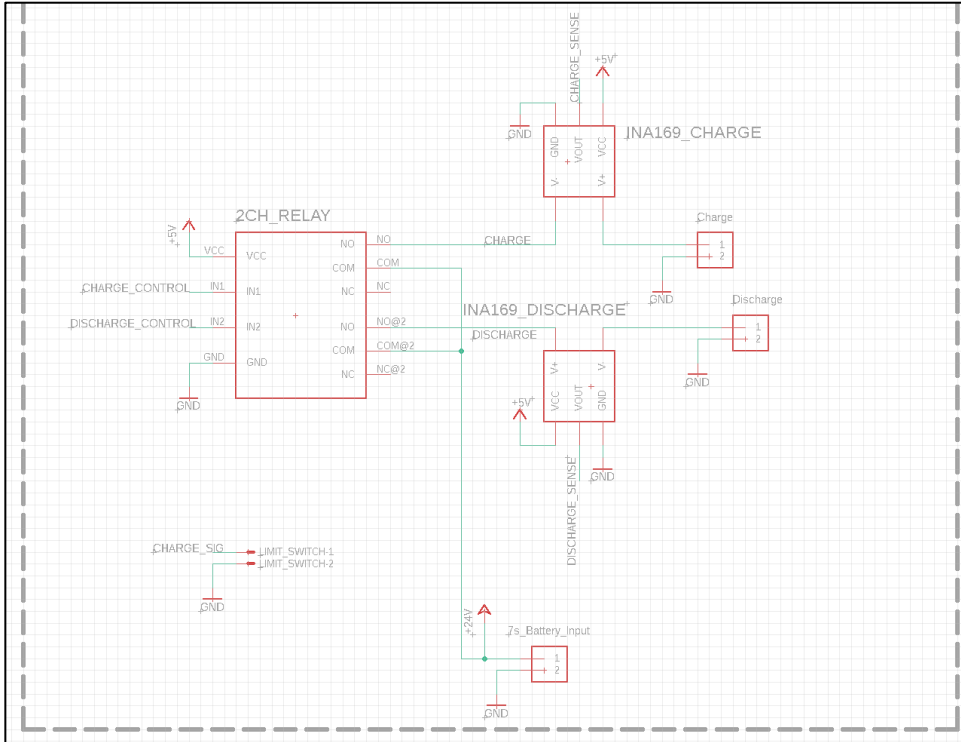 CHARGE_SENSE
+5V
GND
GND
VOUT
VCC
V-
V+
INA169_CHARGE
2CH_RELAY
+5V
VCC
VCC
CHARGE_CONTROL
IN1
IN1
DISCHARGE_CONTROL
IN2
IN2
GND
GND
GND
NO
NO
CHARGE
COM
COM
NC
NC
NO
NO@2
DISCHARGE
COM
COM@2
NC
NC@2
Charge
1
2
GND
INA169_DISCHARGE
Discharge
1
2
GND
V+
V-
VCC
VOUT
GND
+5V
GND
DISCHARGE_SENSE
CHARGE_SIG
LIMIT_SWITCH-1
LIMIT_SWITCH-2
GND
+24V
7s_Battery_Input
1
2
GND